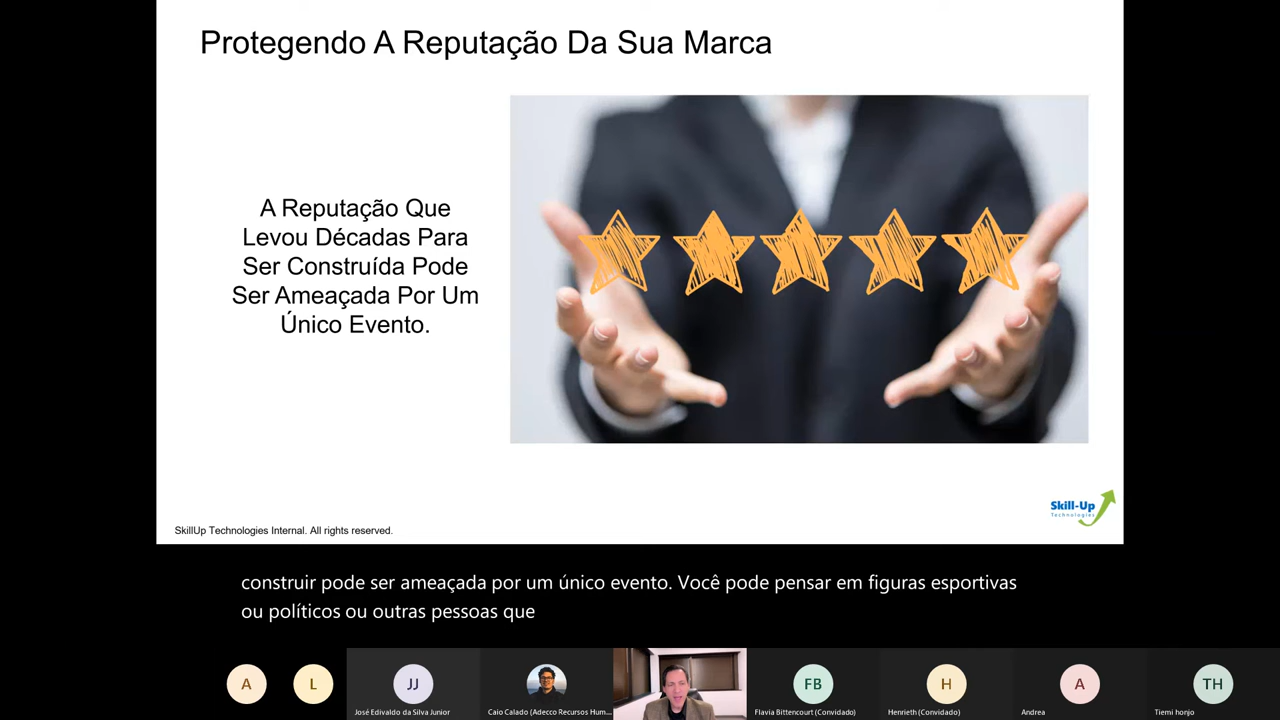 Protegendo A Reputação Da Sua Marca
A Reputação Que
Levou Décadas Para
Ser Construída Pode
Ser Ameaçada Por Um
Único Evento.
Skill-Up
Technologies
SkillUp Technologies Internal. All rights reserved.
construir pode ser ameaçada por um único evento. Você pode pensar em figuras esportivas
ou políticos ou outras pessoas que
A
L
JJ
FB
H
A
TH
José Edivaldo da Silva Junior
Caio Calado (Adecco Recursos Hum...
Flavia Bittencourt (Convidado)
Henrieth (Convidado)
Andrea
Tiemi honjo